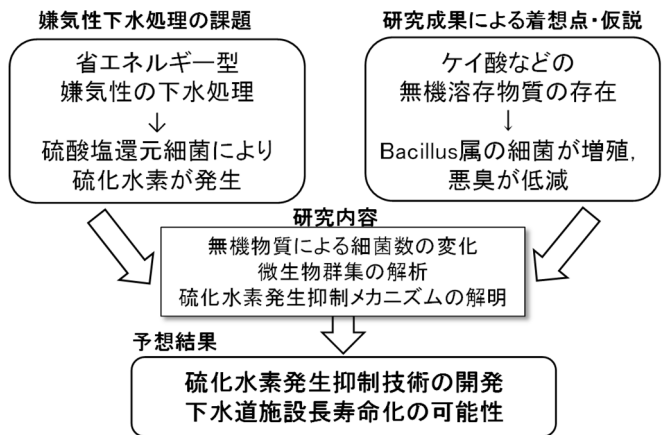 嫌気性下水処理の課題
省エネルギー型
嫌気性の下水処理
↓
硫酸塩還元細菌により
硫化水素が発生
研究成果による着想点・仮説
ケイ酸などの
無機溶存物質の存在
↓
Bacillus属の細菌が増殖,
悪臭が低減
研究内容
無機物質による細菌数の変化
微生物群集の解析
硫化水素発生抑制メカニズムの解明
予想結果
硫化水素発生抑制技術の開発
下水道施設長寿命化の可能性